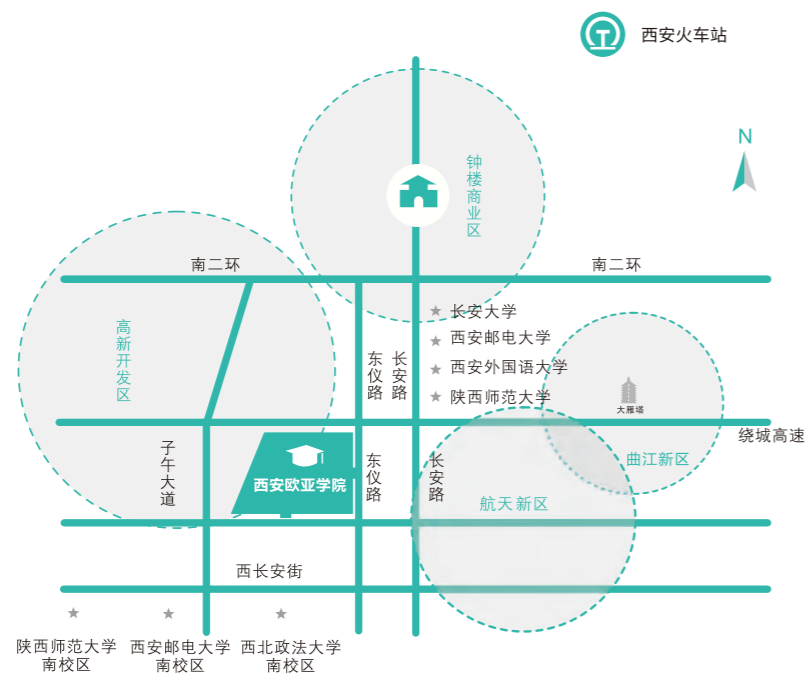 西安火车站
N
钟楼商业区
南二环
南二环
长安大学
高新开发区
西安邮电大学
东仪路
长安路
西安外国语大学
陕西师范大学
大雁塔
绕城高速
子午大道
东仪路
长安路
曲江新区
西安欧亚学院
航天新区
西长安街
陕西师范大学
南校区
西安邮电大学
南校区
西北政法大学
南校区